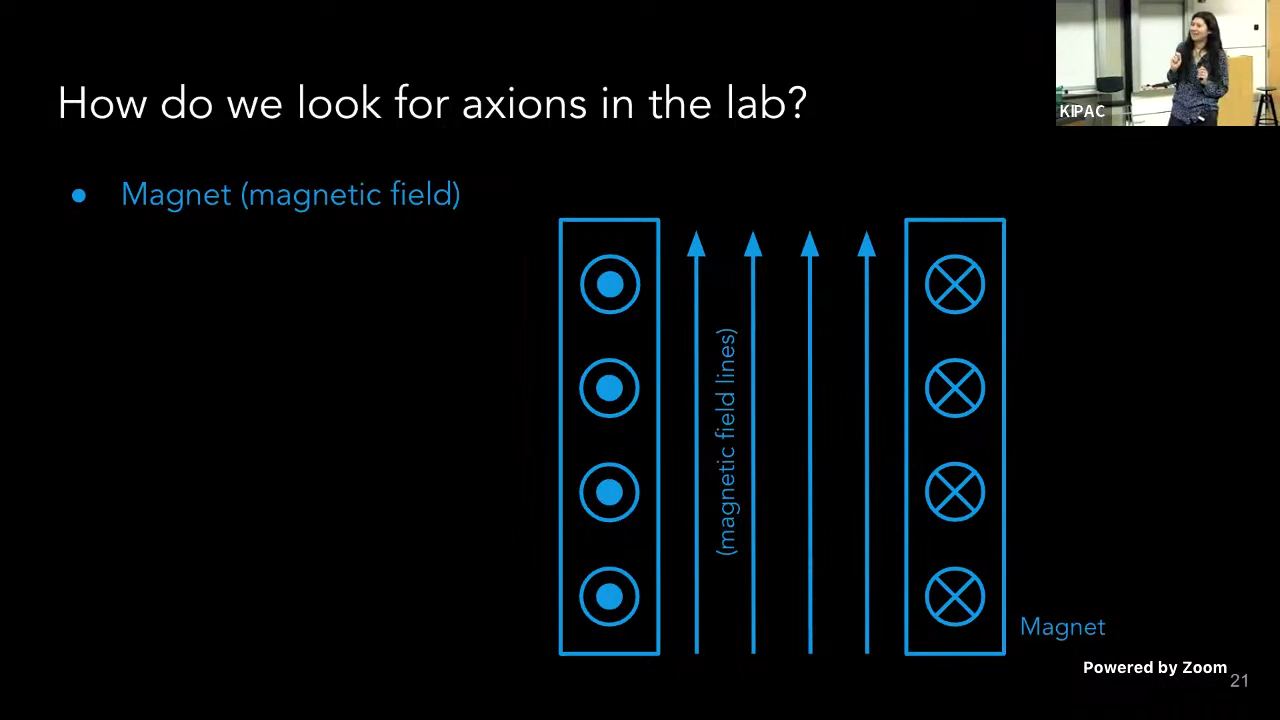 How do we look for axions in the lab?
KIPAC
● Magnet (magnetic field)
(magnetic field lines)
Magnet
Powered by Zoom
21